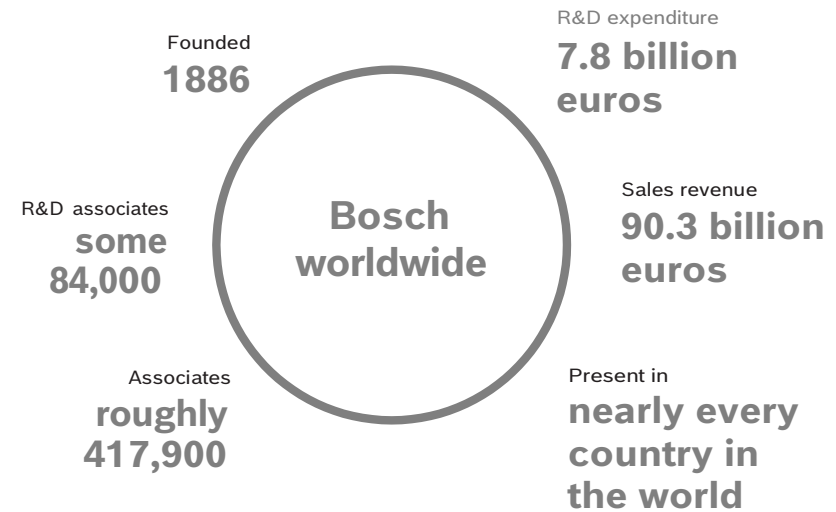 Founded
1886
R&D expenditure
7.8 billion
euros
R&D associates
some
84,000
Bosch
worldwide
Sales revenue
90.3 billion
euros
Associates
roughly
417,900
Present in
nearly every
country in
the world